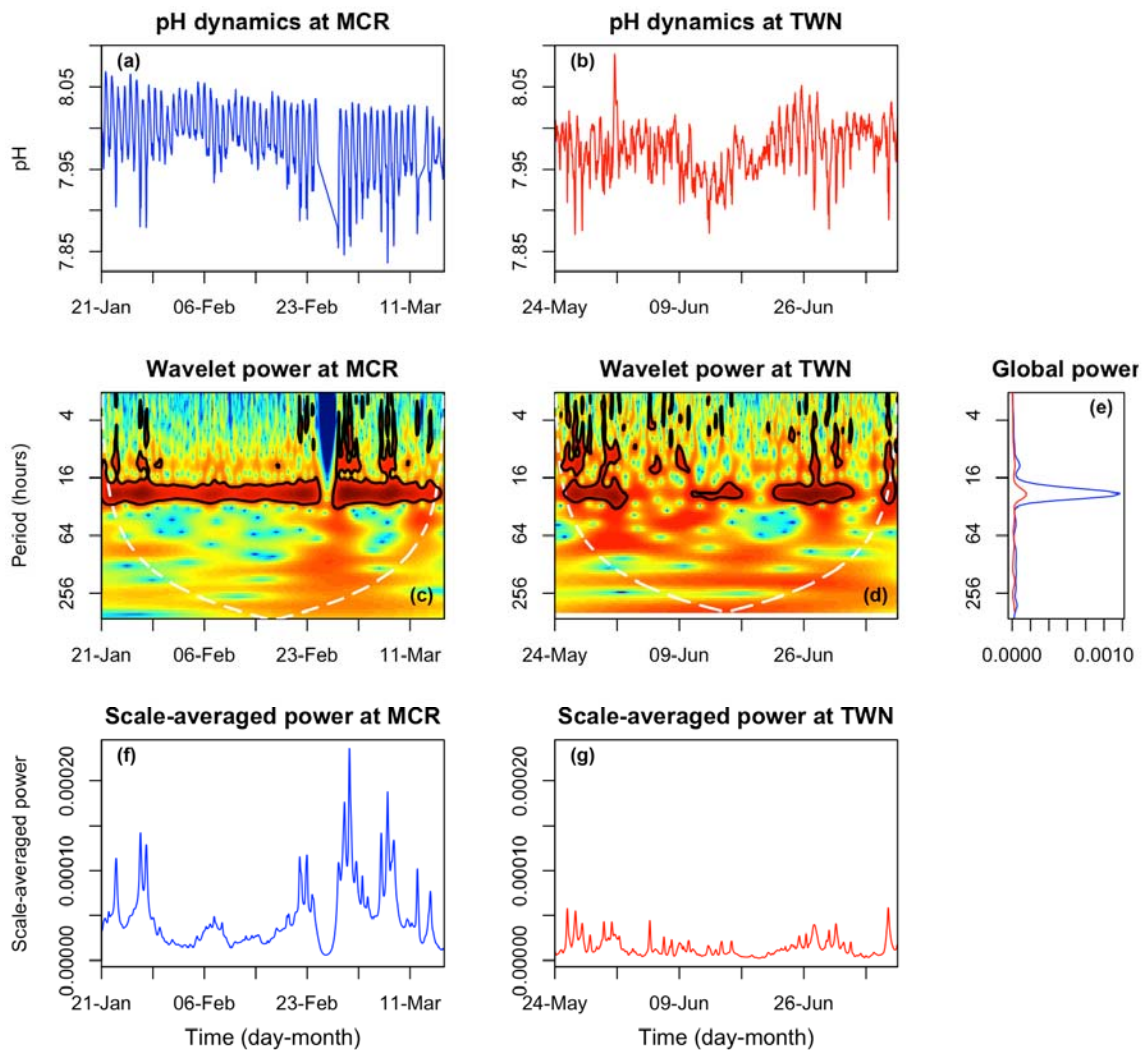 pH dynamics at MCR
pH dynamics at TWN
(a)
(b)
pH
8.05
7.95
7.85
21-Jan
06-Feb
23-Feb
11-Mar
24-May
09-Jun
26-Jun
Wavelet power at MCR
Wavelet power at TWN
Global power
(c)
(d)
(e)
Period (hours)
4
16
64
256
4
16
64
256
4
16
64
256
21-Jan
06-Feb
23-Feb
11-Mar
24-May
09-Jun
26-Jun
0.0000
0.0010
Scale-averaged power at MCR
Scale-averaged power at TWN
(f)
(g)
Scale-averaged power
0.00020
0.00010
0.00000
0.00020
0.00010
0.00000
21-Jan
06-Feb
23-Feb
11-Mar
24-May
09-Jun
26-Jun
Time (day-month)
Time (day-month)
8.05
7.95
7.85